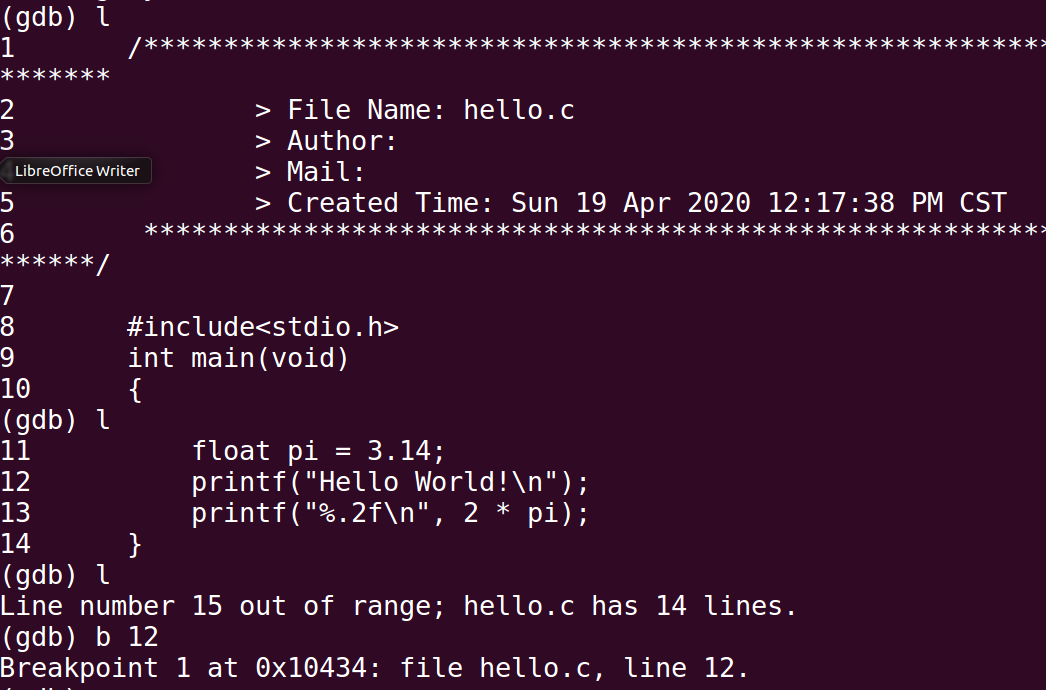 (gdb) l
1       /*********************************************************
*******
2               > File Name: hello.c
3               > Author:
LibreOffice Writer               > Mail:
5               > Created Time: Sun 19 Apr 2020 12:17:38 PM CST
6        *********************************************************
******/
7
8       #include<stdio.h>
9       int main(void)
10      {
(gdb) l
11          float pi = 3.14;
12          printf("Hello World!\n");
13          printf("%.2f\n", 2 * pi);
14      }
(gdb) l
Line number 15 out of range; hello.c has 14 lines.
(gdb) b 12
Breakpoint 1 at 0x10434: file hello.c, line 12.